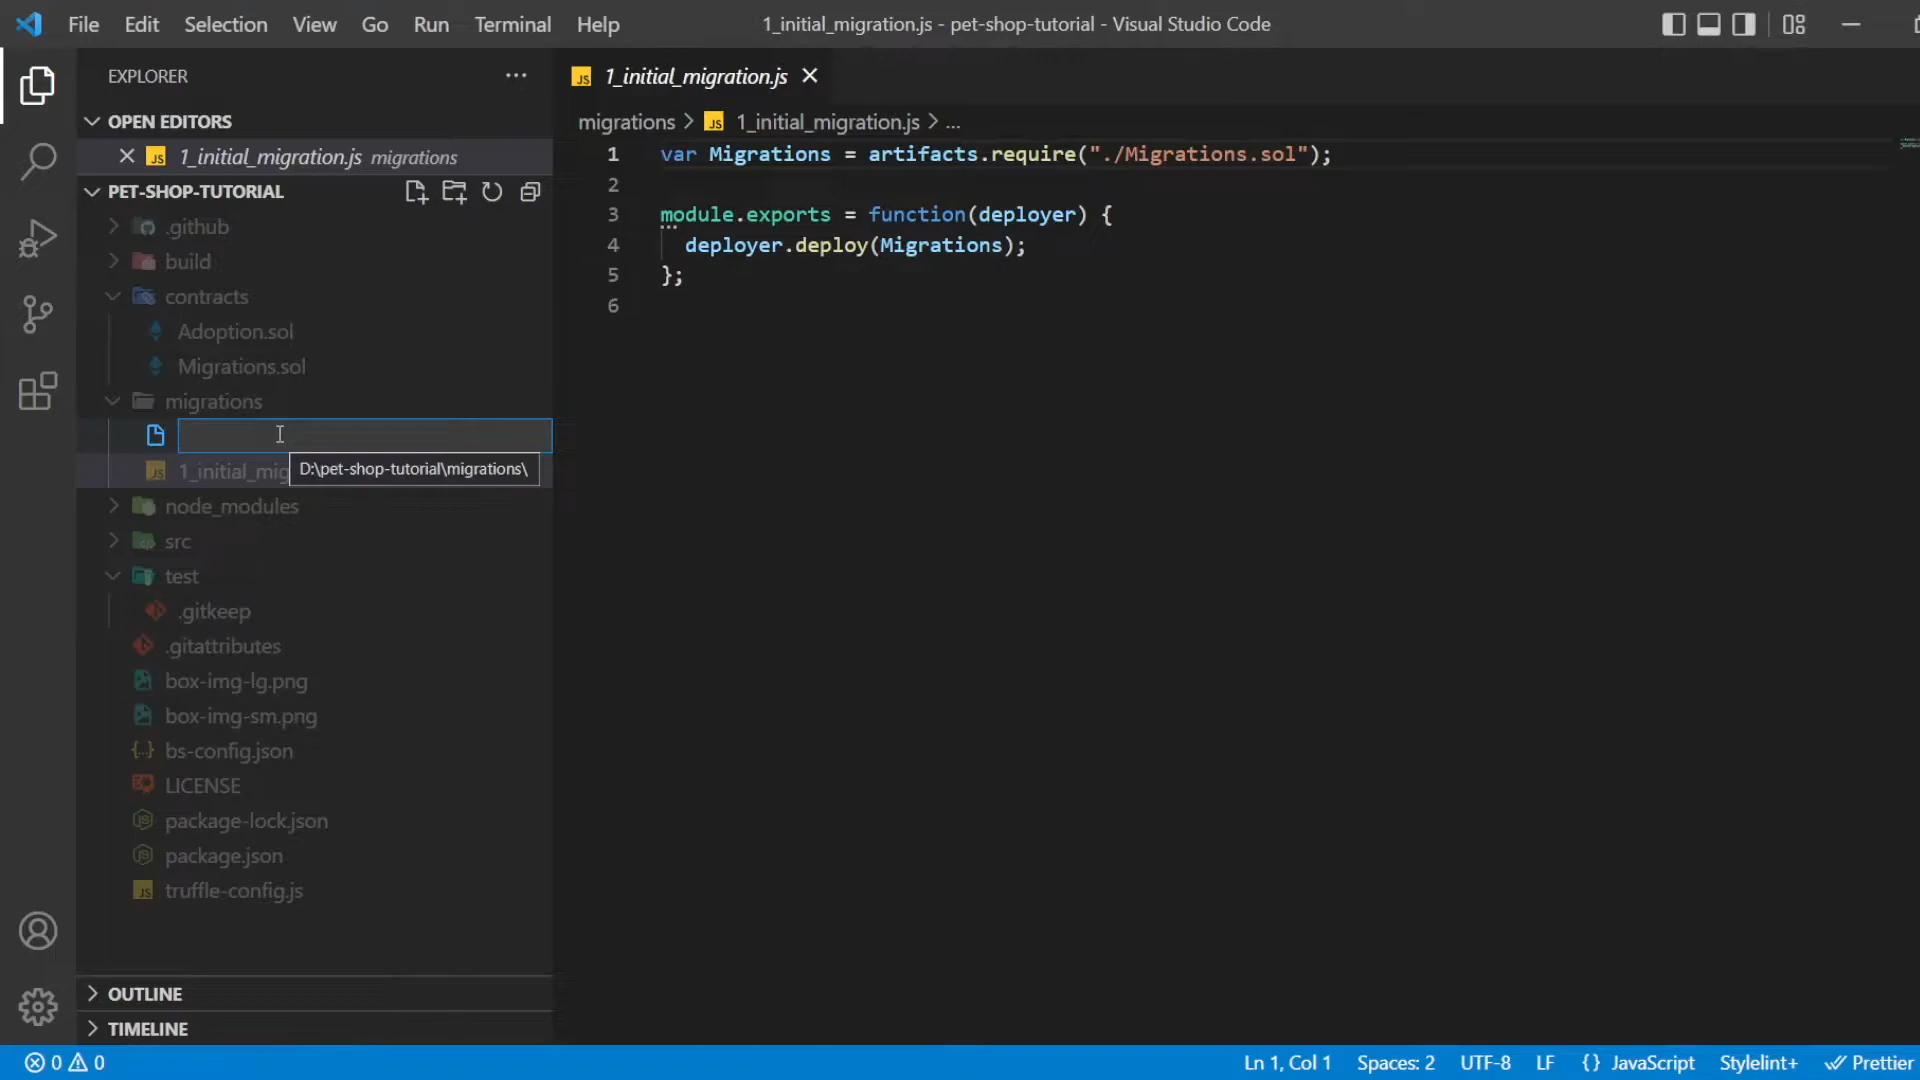 File Edit Selection View Go Run Terminal Help 1_initial_migration.js - pet-shop-tutorial - Visual Studio Code
EXPLORER
OPEN EDITORS
1_initial_migration.js migrations
PET-SHOP-TUTORIAL
.github
build
contracts
Adoption.sol
Migrations.sol
migrations
1_initial_mig
D:\pet-shop-tutorial\migrations\
node_modules
src
test
.gitkeep
.gitattributes
box-img-lg.png
box-img-sm.png
bs-config.json
LICENSE
package-lock.json
package.json
truffle-config.js
OUTLINE
TIMELINE
1_initial_migration.js
migrations > 1_initial_migration.js > ...
1 var Migrations = artifacts.require("./Migrations.sol");
2
3 module.exports = function(deployer) {
4 deployer.deploy(Migrations);
5 };
6
0 0 Ln 1, Col 1 Spaces: 2 UTF-8 LF {} JavaScript Stylelint+ Prettier